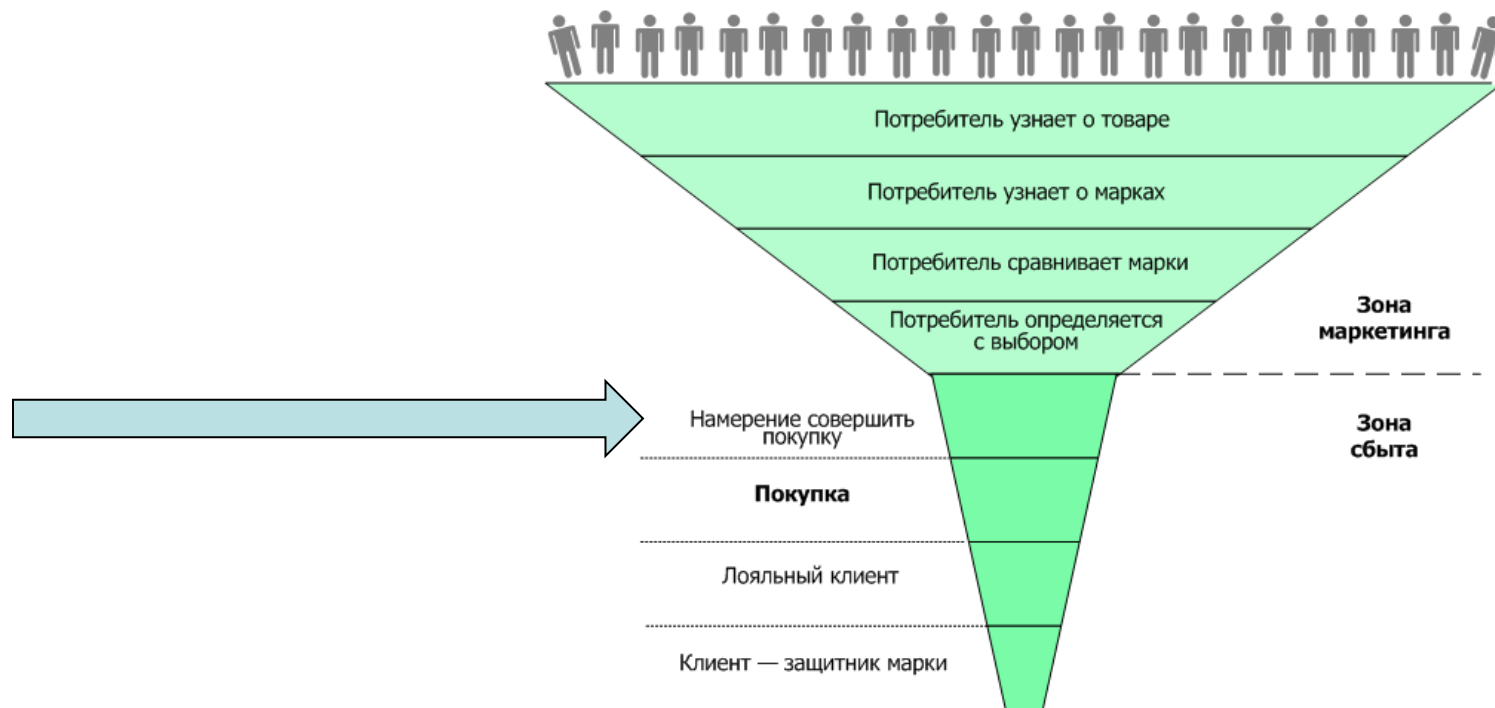 Потребитель узнает о товаре
Потребитель узнает о марках
Потребитель сравнивает марки
Потребитель определяется
с выбором
Зона
маркетинга
Намерение совершить
покупку
Зона
сбыта
Покупка
Лояльный клиент
Клиент — защитник марки